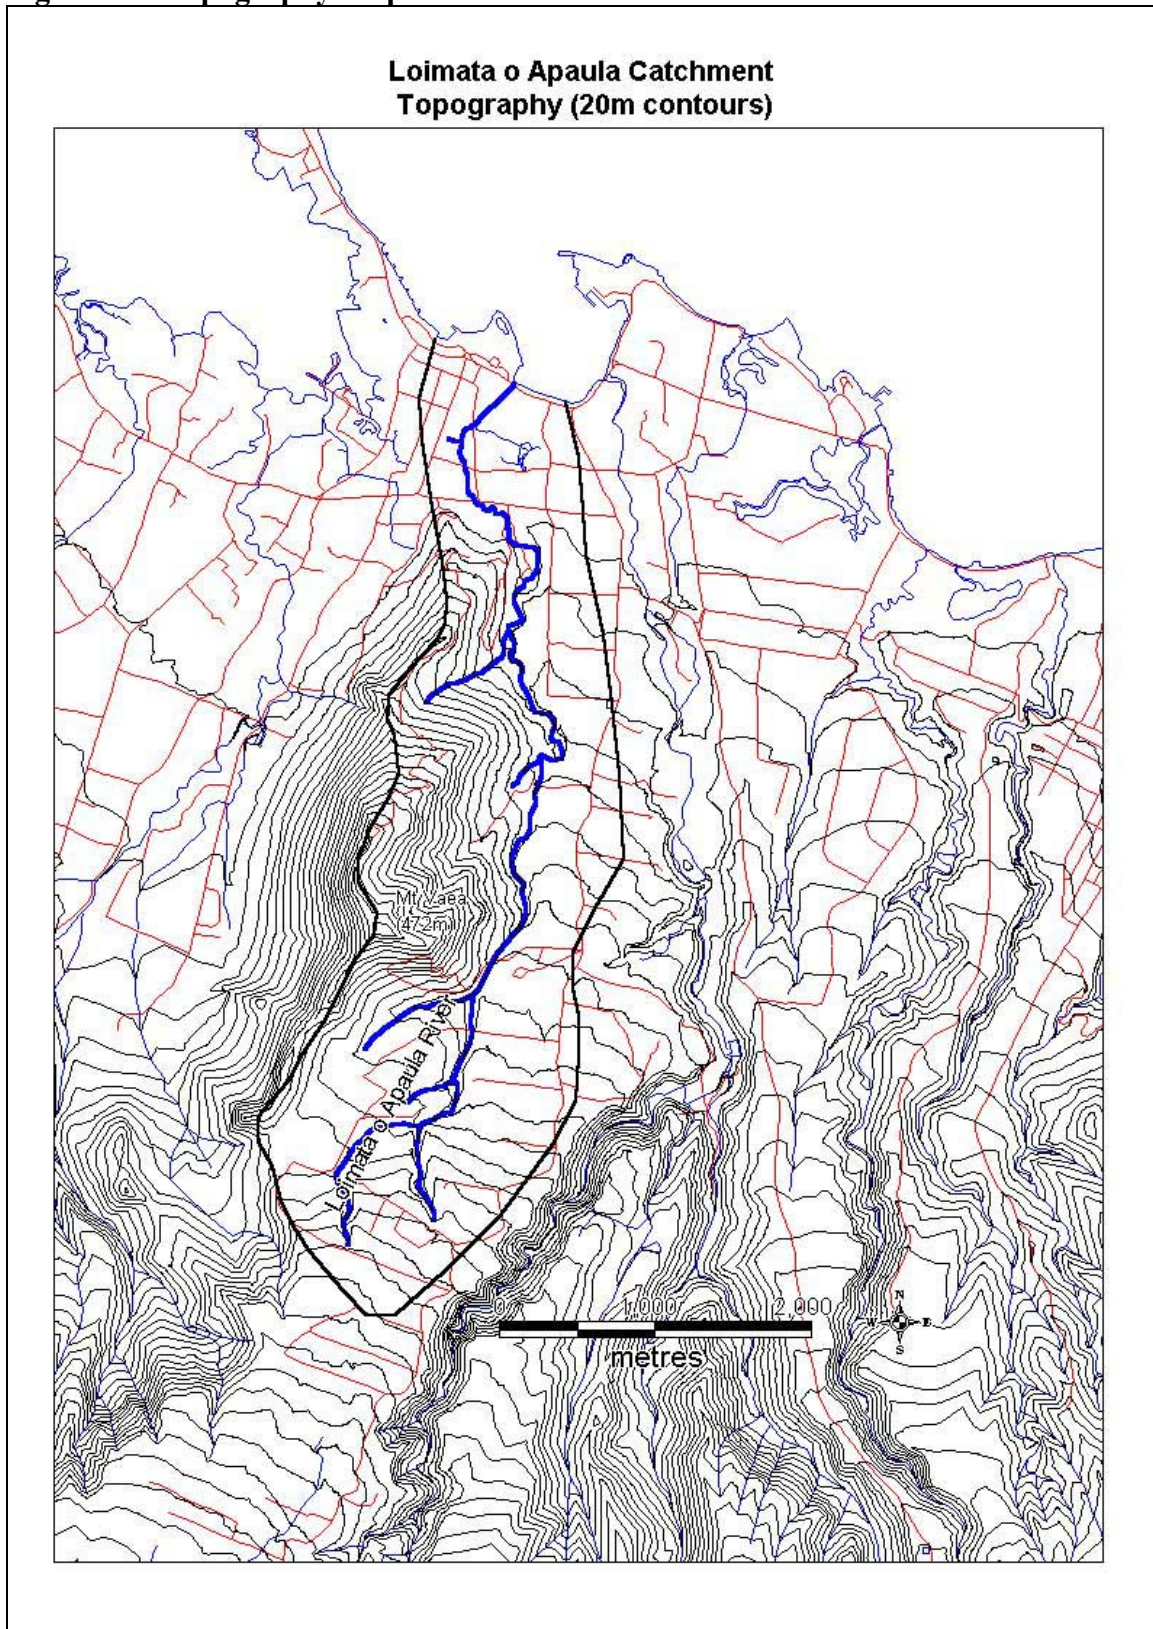 Loimata o Apaula Catchment
Topography (20m contours)
Mt Vaea
(472m)
Loimata o Apaula River
0 1,000 2,000
metres
N
W E
S